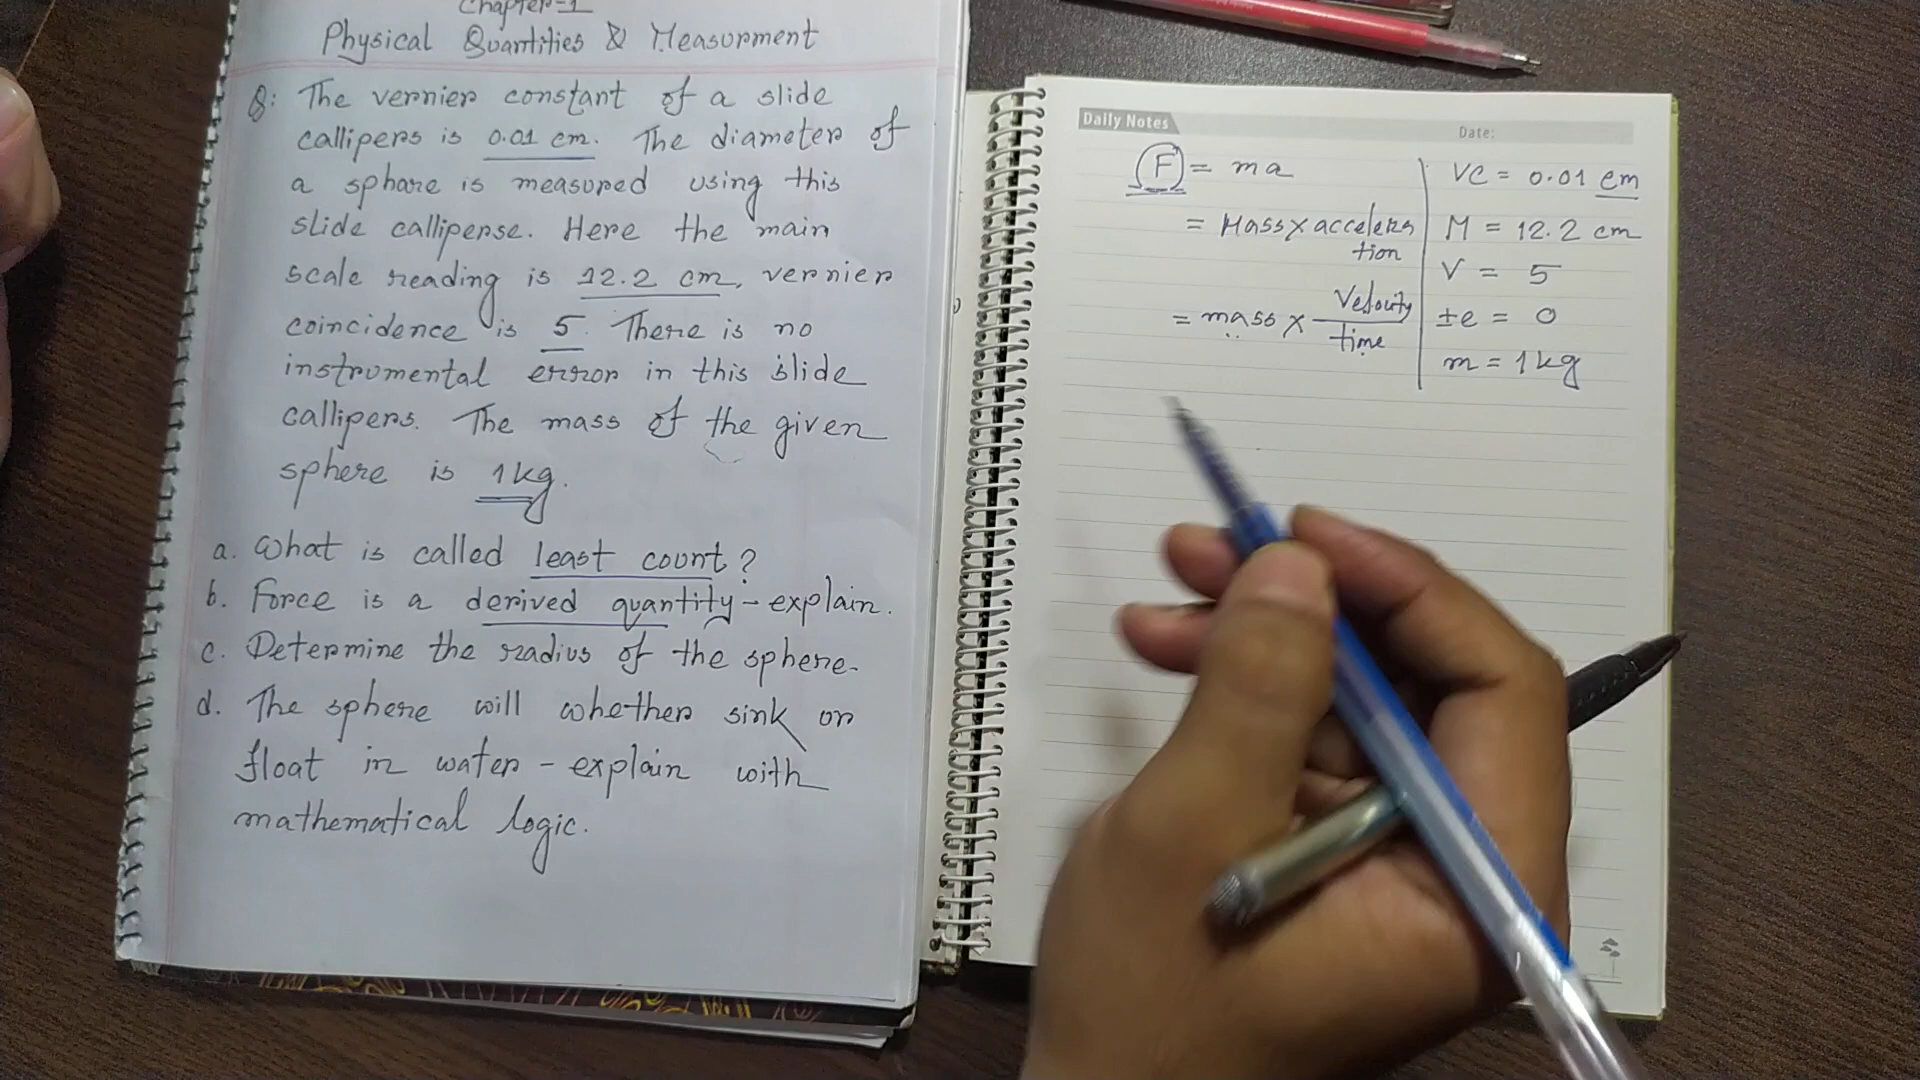 Chapter-1
Physical Quantities & Measurment
Q: The vernier constant of a slide
callipers is 0.01 cm. The diameter of
a sphare is measured using this
slide calliperse. Here the main
scale reading is 12.2 cm, vernier
coincidence is 5. There is no
instrumental error in this slide
callipers. The mass of the given
sphere is 1kg.
a. What is called least count?
b. Force is a derived quantity - explain.
c. Determine the radius of the sphere.
d. The sphere will whether sink or
float in water - explain with
mathematical logic.
Daily Notes
Date:
F = ma
= Mass x accelera
tion
= mass x Velocity
time
VC = 0.01 cm
M = 12.2 cm
V = 5
±e = 0
m = 1kg